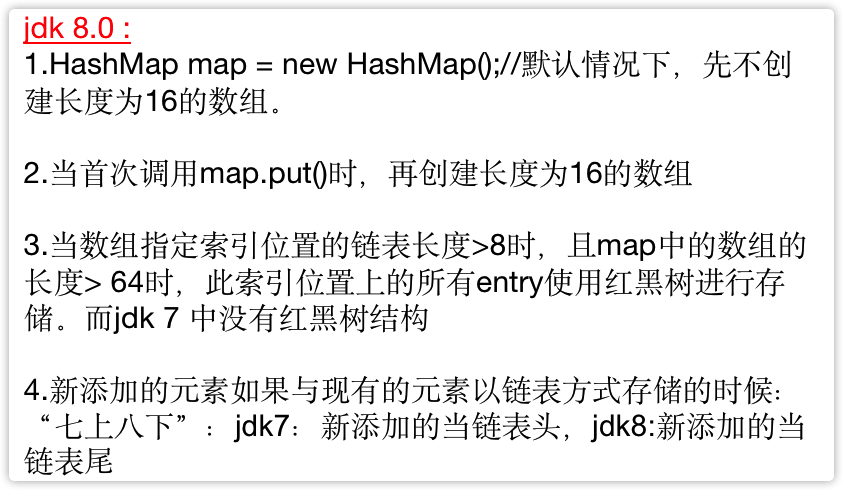 jdk 8.0 :
1.HashMap map = new HashMap();//默认情况下，先不创
建长度为16的数组。
2.当首次调用map.put()时，再创建长度为16的数组
3.当数组指定索引位置的链表长度>8时，且map中的数组的
长度> 64时，此索引位置上的所有entry使用红黑树进行存
储。而jdk 7 中没有红黑树结构
4.新添加的元素如果与现有的元素以链表方式存储的时候：
“七上八下”：jdk7：新添加的当链表头，jdk8:新添加的当
链表尾